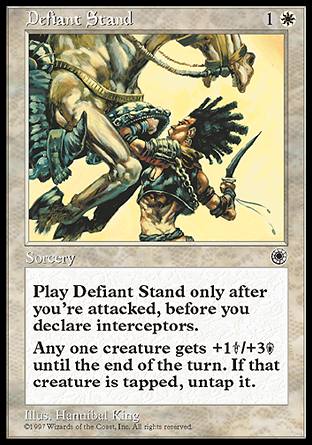 Defiant Stand 1
Sorcery
Play Defiant Stand only after
you're attacked, before you
declare interceptors.
Any one creature gets +1/+3
until the end of the turn. If that
creature is tapped, untap it.
Illus. Hannibal King
©1997 Wizards of the Coast, Inc. All rights reserved.